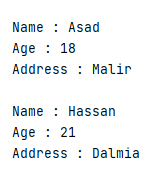 Name : Asad
Age : 18
Address : Malir

Name : Hassan
Age : 21
Address : Dalmia